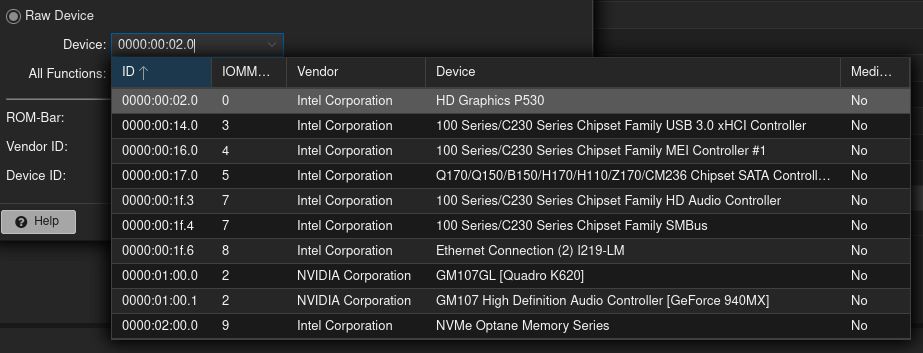 Raw Device
Device: 0000:00:02.0
All Functions:
ROM-Bar:
Vendor ID:
Device ID:
Help
ID ↑ IOMM... Vendor Device Medi...
0000:00:02.0 0 Intel Corporation HD Graphics P530 No
0000:00:14.0 3 Intel Corporation 100 Series/C230 Series Chipset Family USB 3.0 xHCI Controller No
0000:00:16.0 4 Intel Corporation 100 Series/C230 Series Chipset Family MEI Controller #1 No
0000:00:17.0 5 Intel Corporation Q170/Q150/B150/H170/H110/Z170/CM236 Chipset SATA Controll... No
0000:00:1f.3 7 Intel Corporation 100 Series/C230 Series Chipset Family HD Audio Controller No
0000:00:1f.4 7 Intel Corporation 100 Series/C230 Series Chipset Family SMBus No
0000:00:1f.6 8 Intel Corporation Ethernet Connection (2) I219-LM No
0000:01:00.0 2 NVIDIA Corporation GM107GL [Quadro K620] No
0000:01:00.1 2 NVIDIA Corporation GM107 High Definition Audio Controller [GeForce 940MX] No
0000:02:00.0 9 Intel Corporation NVMe Optane Memory Series No